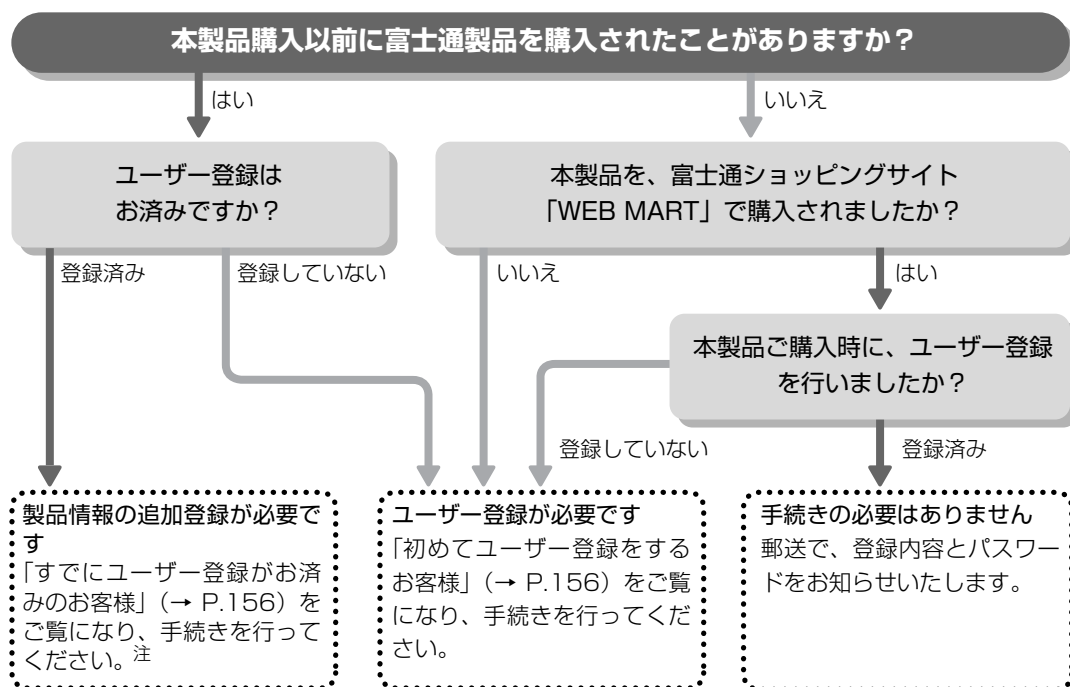 本製品購入以前に富士通製品を購入されたことがありますか？
はい
いいえ
ユーザー登録は
お済みですか？
本製品を、富士通ショッピングサイト
「WEB MART」で購入されましたか？
登録済み
登録していない
いいえ
はい
本製品ご購入時に、ユーザー登録
を行いましたか？
登録していない
登録済み
製品情報の追加登録が必要で
す
「すでにユーザー登録がお済
みのお客様」（→ P.156）を
ご覧になり、手続きを行って
ください。注
ユーザー登録が必要です
「初めてユーザー登録をする
お客様」（→ P.156）をご覧
になり、手続きを行ってくだ
さい。
手続きの必要はありません
郵送で、登録内容とパスワー
ドをお知らせいたします。